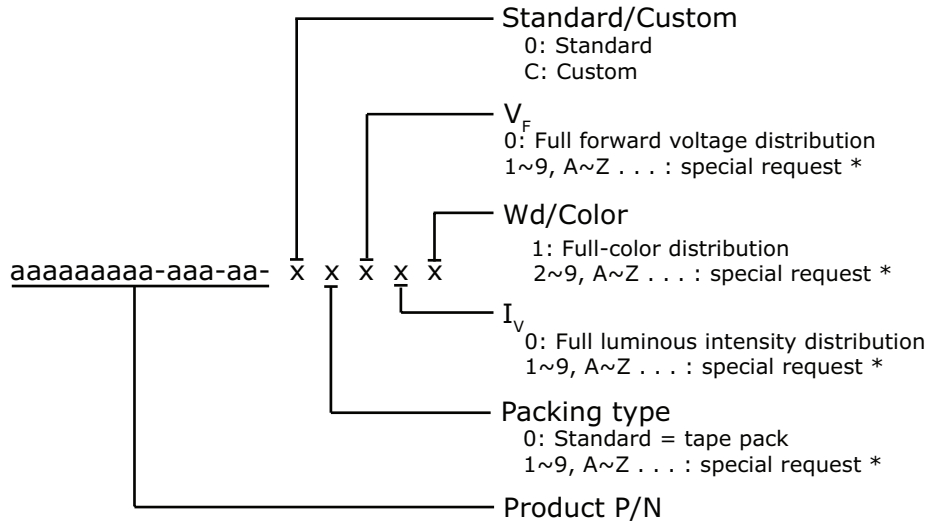 Standard/Custom
0: Standard
C: Custom
VF
0: Full forward voltage distribution
1~9, A~Z . . . : special request *
Wd/Color
1: Full-color distribution
2~9, A~Z . . . : special request *
aaaaaaaaa-aaa-aa- x x x x x
IV
0: Full luminous intensity distribution
1~9, A~Z . . . : special request *
Packing type
0: Standard = tape pack
1~9, A~Z . . . : special request *
Product P/N